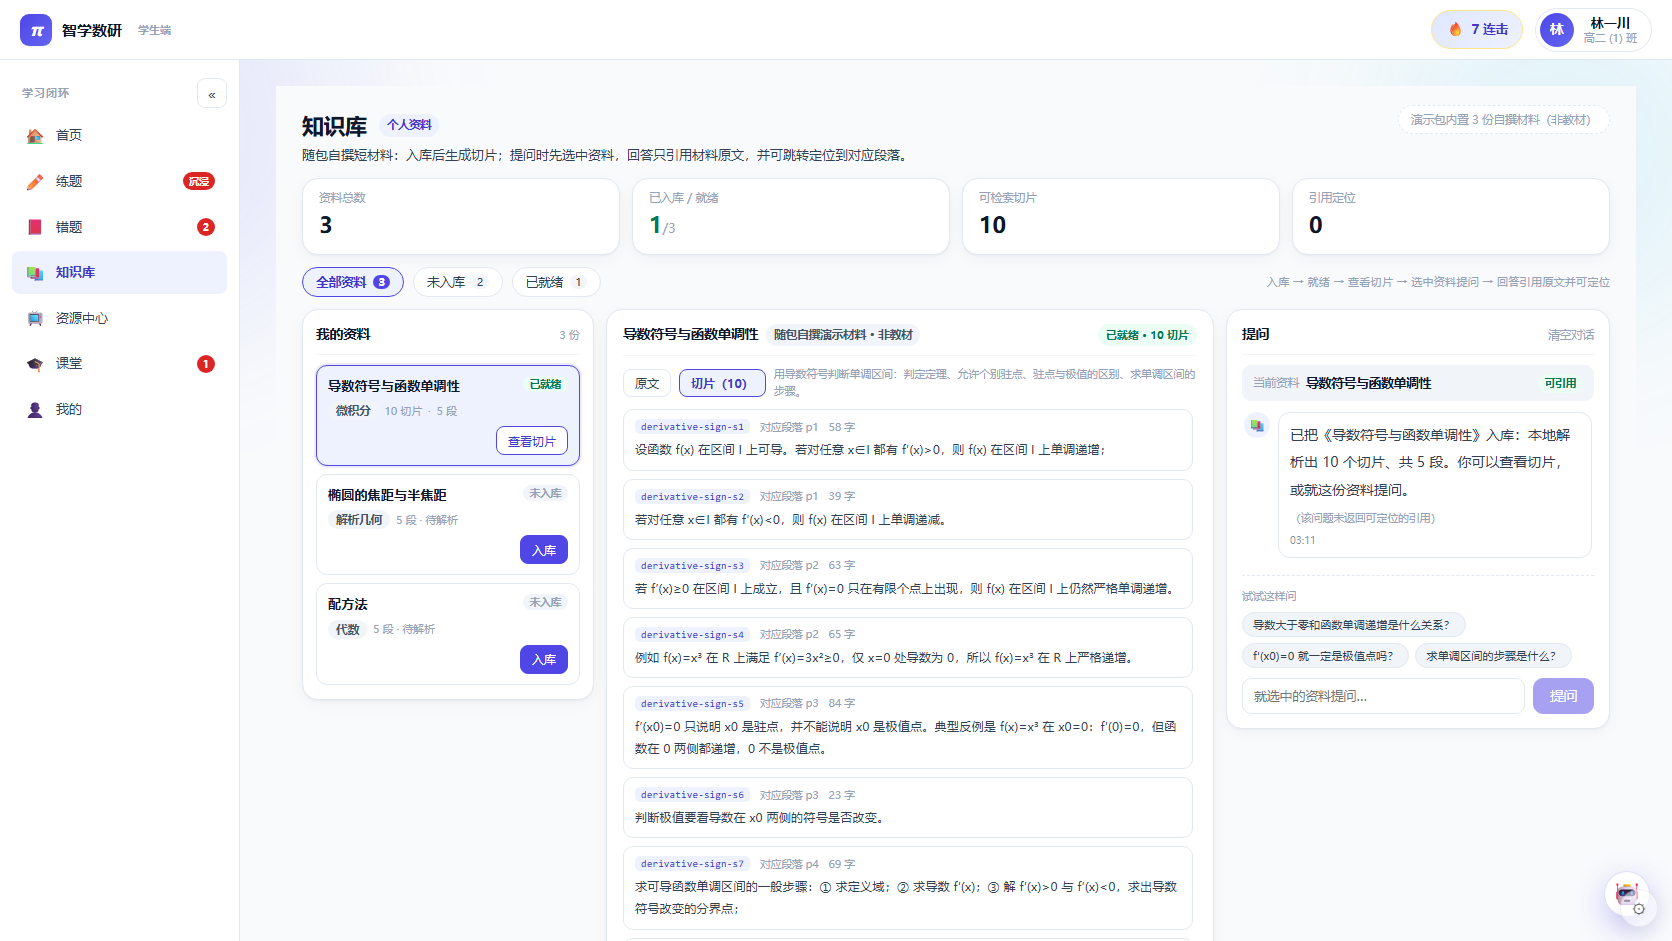 π 智学数研 学生端
7 连击
林 林一川
高二 (1) 班
学习闭环
«
首页
练题 沉浸
错题 2
知识库
资源中心
课堂 1
我的
知识库 个人资料
演示包内置 3 份自撰材料（非教材）
随包自撰短材料：入库后生成切片；提问时先选中资料，回答只引用材料原文，并可跳转定位到对应段落。
资料总数
3
已入库 / 就绪
1/3
可检索切片
10
引用定位
0
全部资料 3
未入库 2
已就绪 1
入库 → 就绪 → 查看切片 → 选中资料提问 → 回答引用原文并可定位
我的资料 3 份
导数符号与函数单调性 已就绪
微积分 10 切片 · 5 段
查看切片
椭圆的焦距与半焦距 未入库
解析几何 5 段 · 待解析
入库
配方法 未入库
代数 5 段 · 待解析
入库
导数符号与函数单调性 随包自撰演示材料 • 非教材 已就绪 • 10 切片
原文 切片（10）
用导数符号判断单调区间：判定定理、允许个别驻点、驻点与极值的区别、求单调区间的
步骤。
derivative-sign-s1 对应段落 p1 58 字
设函数 f(x) 在区间 I 上可导。若对任意 x∈I 都有 f′(x)>0，则 f(x) 在区间 I 上单调递增；
derivative-sign-s2 对应段落 p1 39 字
若对任意 x∈I 都有 f′(x)<0，则 f(x) 在区间 I 上单调递减。
derivative-sign-s3 对应段落 p2 63 字
若 f′(x)≥0 在区间 I 上成立，且 f′(x)=0 只在有限个点上出现，则 f(x) 在区间 I 上仍然严格单调递增。
derivative-sign-s4 对应段落 p2 65 字
例如 f(x)=x³ 在 R 上满足 f′(x)=3x²≥0，仅 x=0 处导数为 0，所以 f(x)=x³ 在 R 上严格递增。
derivative-sign-s5 对应段落 p3 84 字
f′(x0)=0 只说明 x0 是驻点，并不能说明 x0 是极值点。典型反例是 f(x)=x³ 在 x0=0：f′(0)=0，但函
数在 0 两侧都递增，0 不是极值点。
derivative-sign-s6 对应段落 p3 23 字
判断极值要看导数在 x0 两侧的符号是否改变。
derivative-sign-s7 对应段落 p4 69 字
求可导函数单调区间的一般步骤：① 求定义域；② 求导数 f′(x)；③ 解 f′(x)>0 与 f′(x)<0，求出导数
符号改变的分界点；
提问 清空对话
当前资料 导数符号与函数单调性 可引用
已把《导数符号与函数单调性》入库：本地解
析出 10 个切片、共 5 段。你可以查看切片，
或就这份资料提问。
（该问题未返回可定位的引用）
03:11
试试这样问
导数大于零和函数单调递增是什么关系？
f′(x0)=0 就一定是极值点吗？
求单调区间的步骤是什么？
就选中的资料提问… 提问